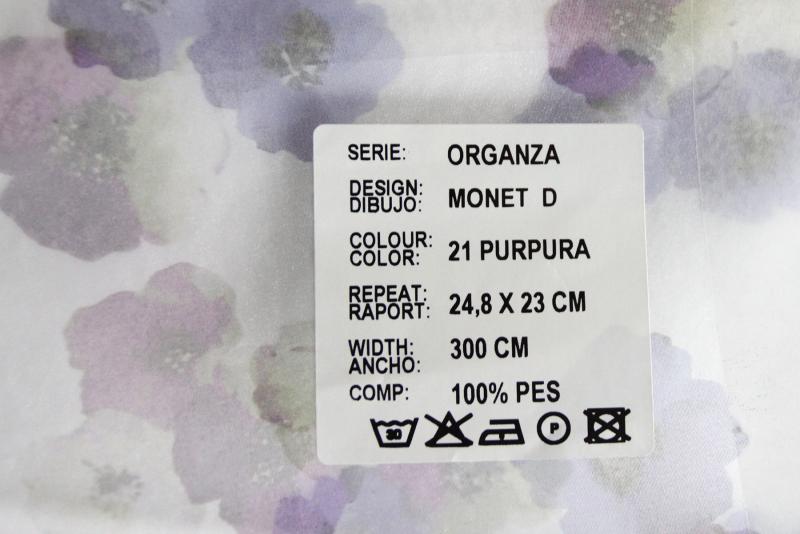 SERIE: ORGANZA
DESIGN:
DIBUJO: MONET D
COLOUR:
COLOR: 21 PURPURA
REPEAT:
RAPORT: 24,8 X 23 CM
WIDTH: 300 CM
ANCHO:
COMP: 100% PES
30 P